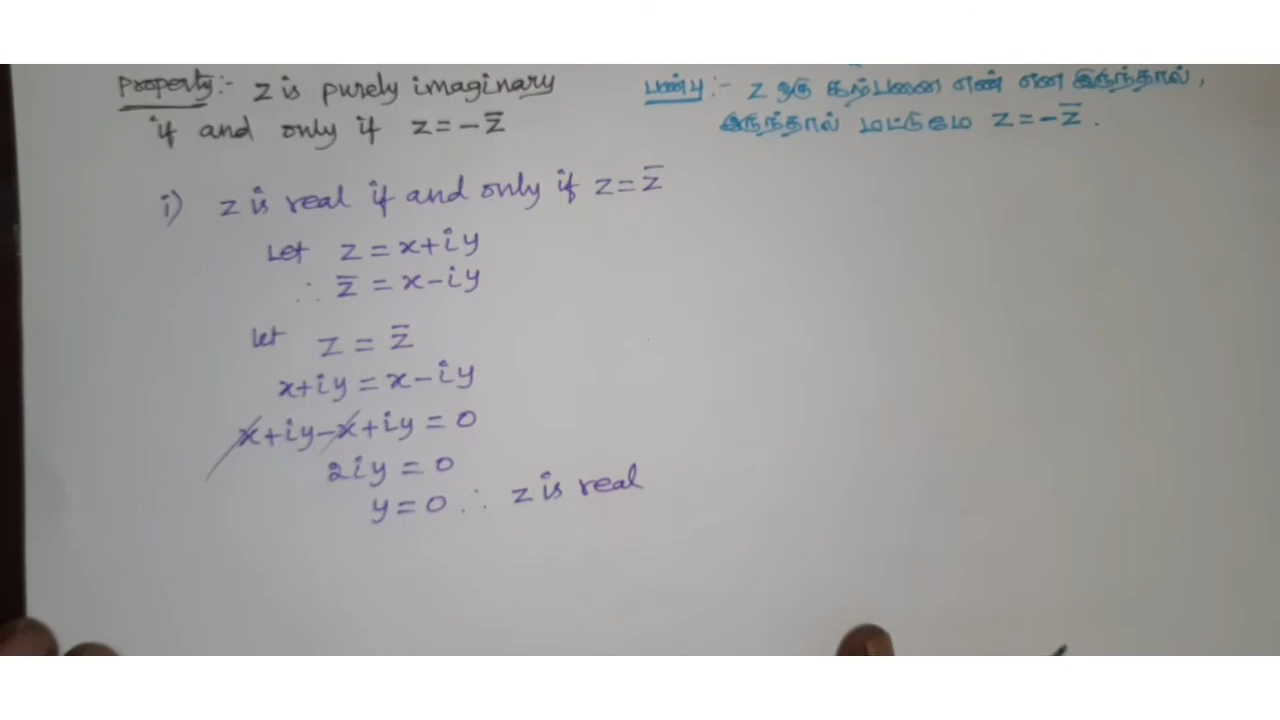 Property:- z is purely imaginary
if and only if z = -z̅
பண்பு :- z ஒரு கற்பனை எண் என இருந்தால்,
இருந்தால் மட்டுமே z = -z̅ .
i) z is real if and only if z = z̅
Let z = x+iy
∴ z̅ = x-iy
Let z = z̅
x+iy = x-iy
x+iy-x+iy = 0
2iy = 0
y = 0 ∴ z is real